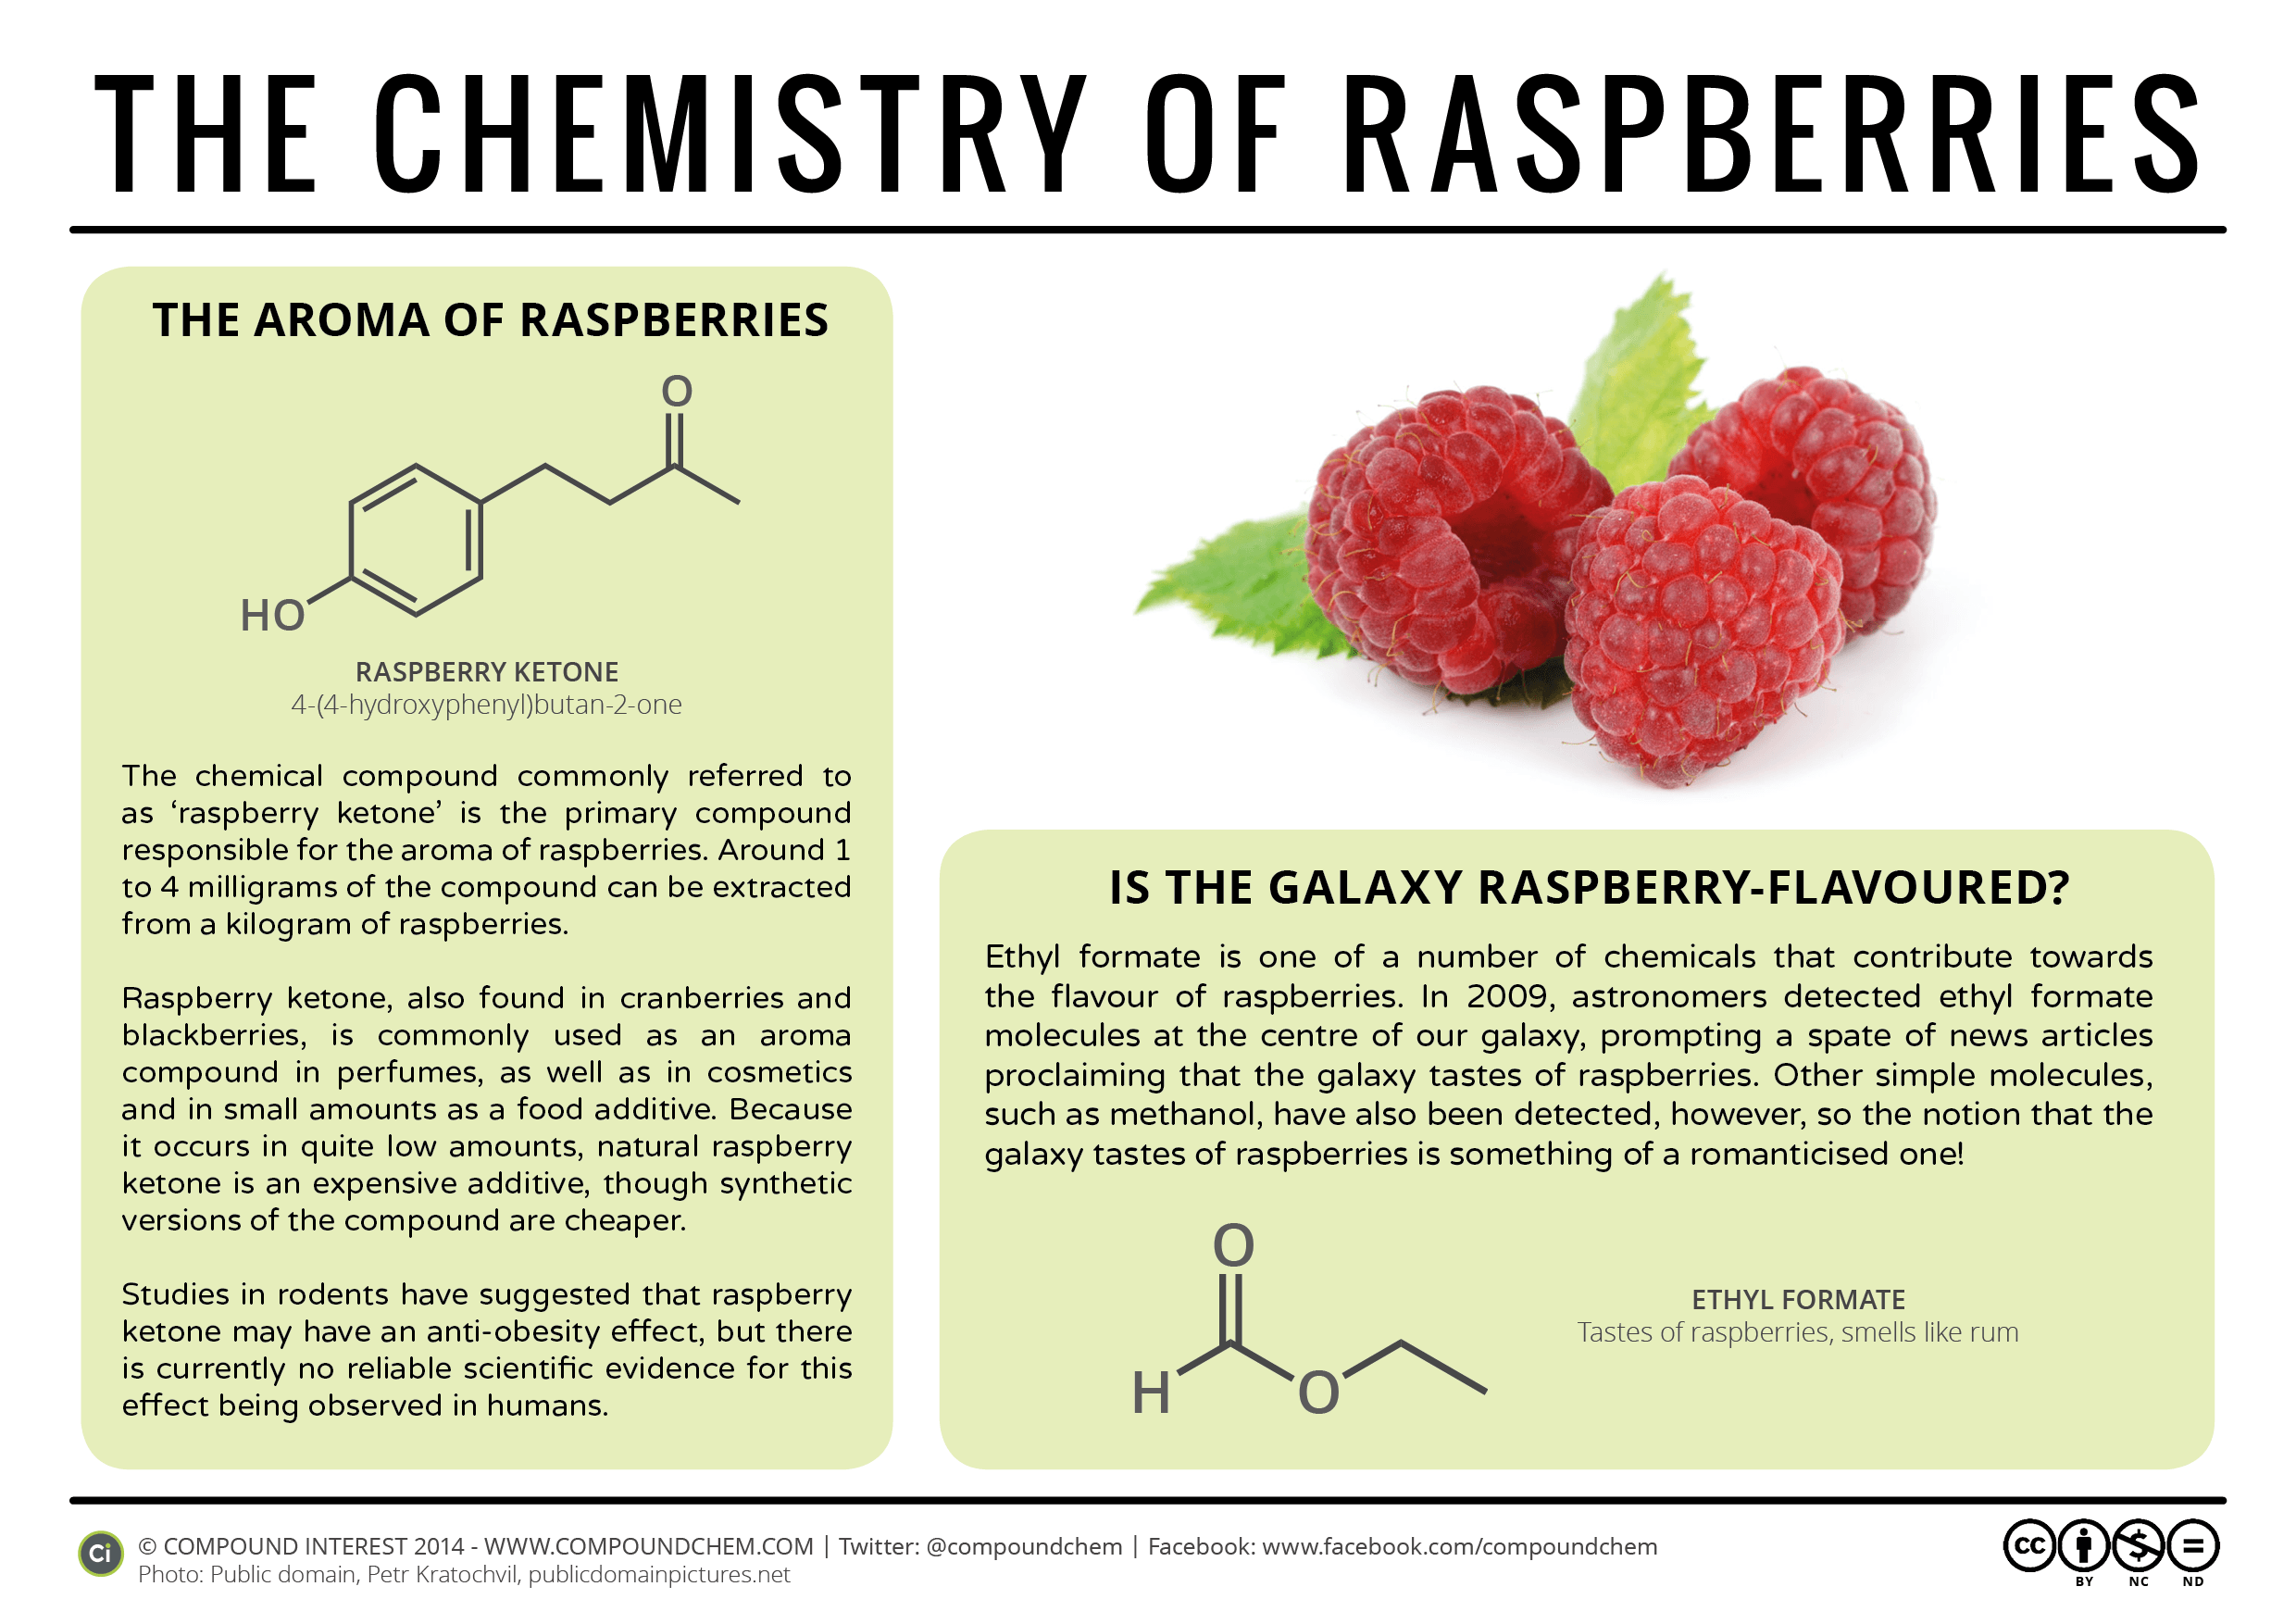 THE CHEMISTRY OF RASPBERRIES
THE AROMA OF RASPBERRIES
O
HO
RASPBERRY KETONE
4-(4-hydroxyphenyl)butan-2-one
The chemical compound commonly referred to
as ‘raspberry ketone’ is the primary compound
responsible for the aroma of raspberries. Around 1
to 4 milligrams of the compound can be extracted
from a kilogram of raspberries.
Raspberry ketone, also found in cranberries and
blackberries, is commonly used as an aroma
compound in perfumes, as well as in cosmetics
and in small amounts as a food additive. Because
it occurs in quite low amounts, natural raspberry
ketone is an expensive additive, though synthetic
versions of the compound are cheaper.
Studies in rodents have suggested that raspberry
ketone may have an anti-obesity effect, but there
is currently no reliable scientific evidence for this
effect being observed in humans.
IS THE GALAXY RASPBERRY-FLAVOURED?
Ethyl formate is one of a number of chemicals that contribute towards
the flavour of raspberries. In 2009, astronomers detected ethyl formate
molecules at the centre of our galaxy, prompting a spate of news articles
proclaiming that the galaxy tastes of raspberries. Other simple molecules,
such as methanol, have also been detected, however, so the notion that the
galaxy tastes of raspberries is something of a romanticised one!
O
H
O
ETHYL FORMATE
Tastes of raspberries, smells like rum
Ci
© COMPOUND INTEREST 2014 - WWW.COMPOUNDCHEM.COM | Twitter: @compoundchem | Facebook: www.facebook.com/compoundchem
Photo: Public domain, Petr Kratochvil, publicdomainpictures.net
cc
$
=
BY NC ND